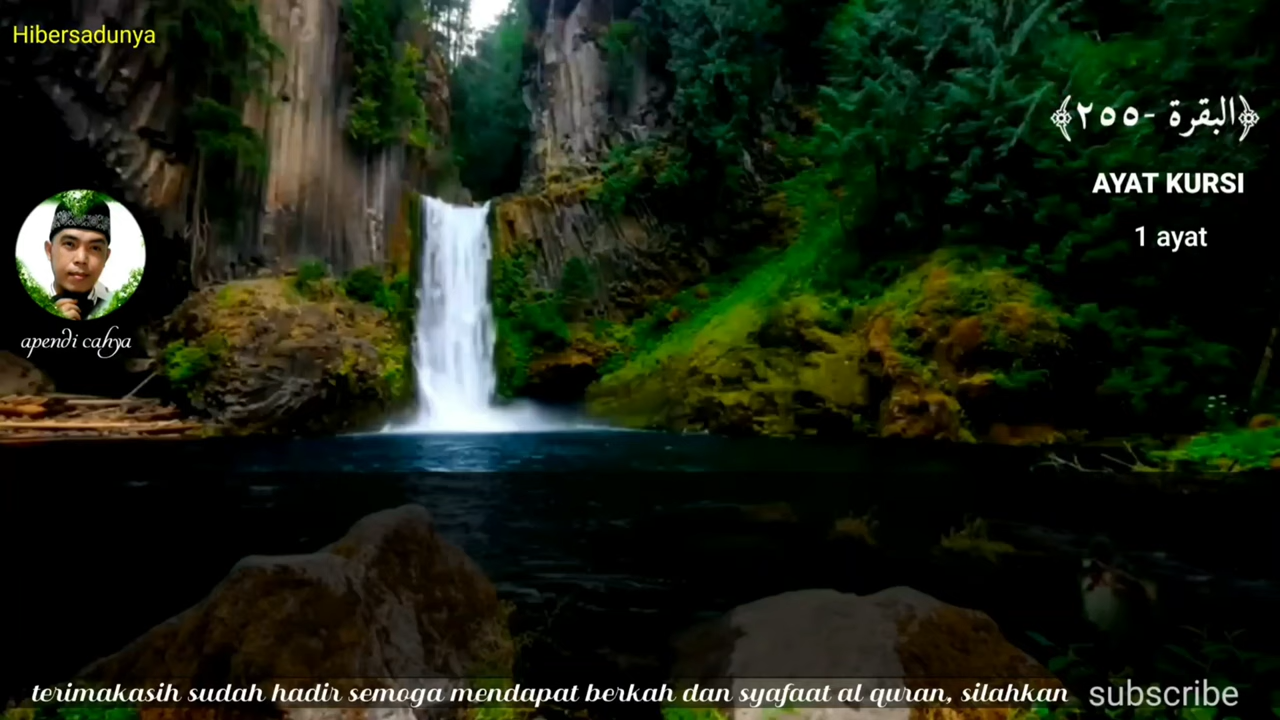 Hibersadunya
﴿البقرة -٢٥٥﴾
AYAT KURSI
1 ayat
apendi cahya
terimakasih sudah hadir semoga mendapat berkah dan syafaat al quran, silahkan subscribe